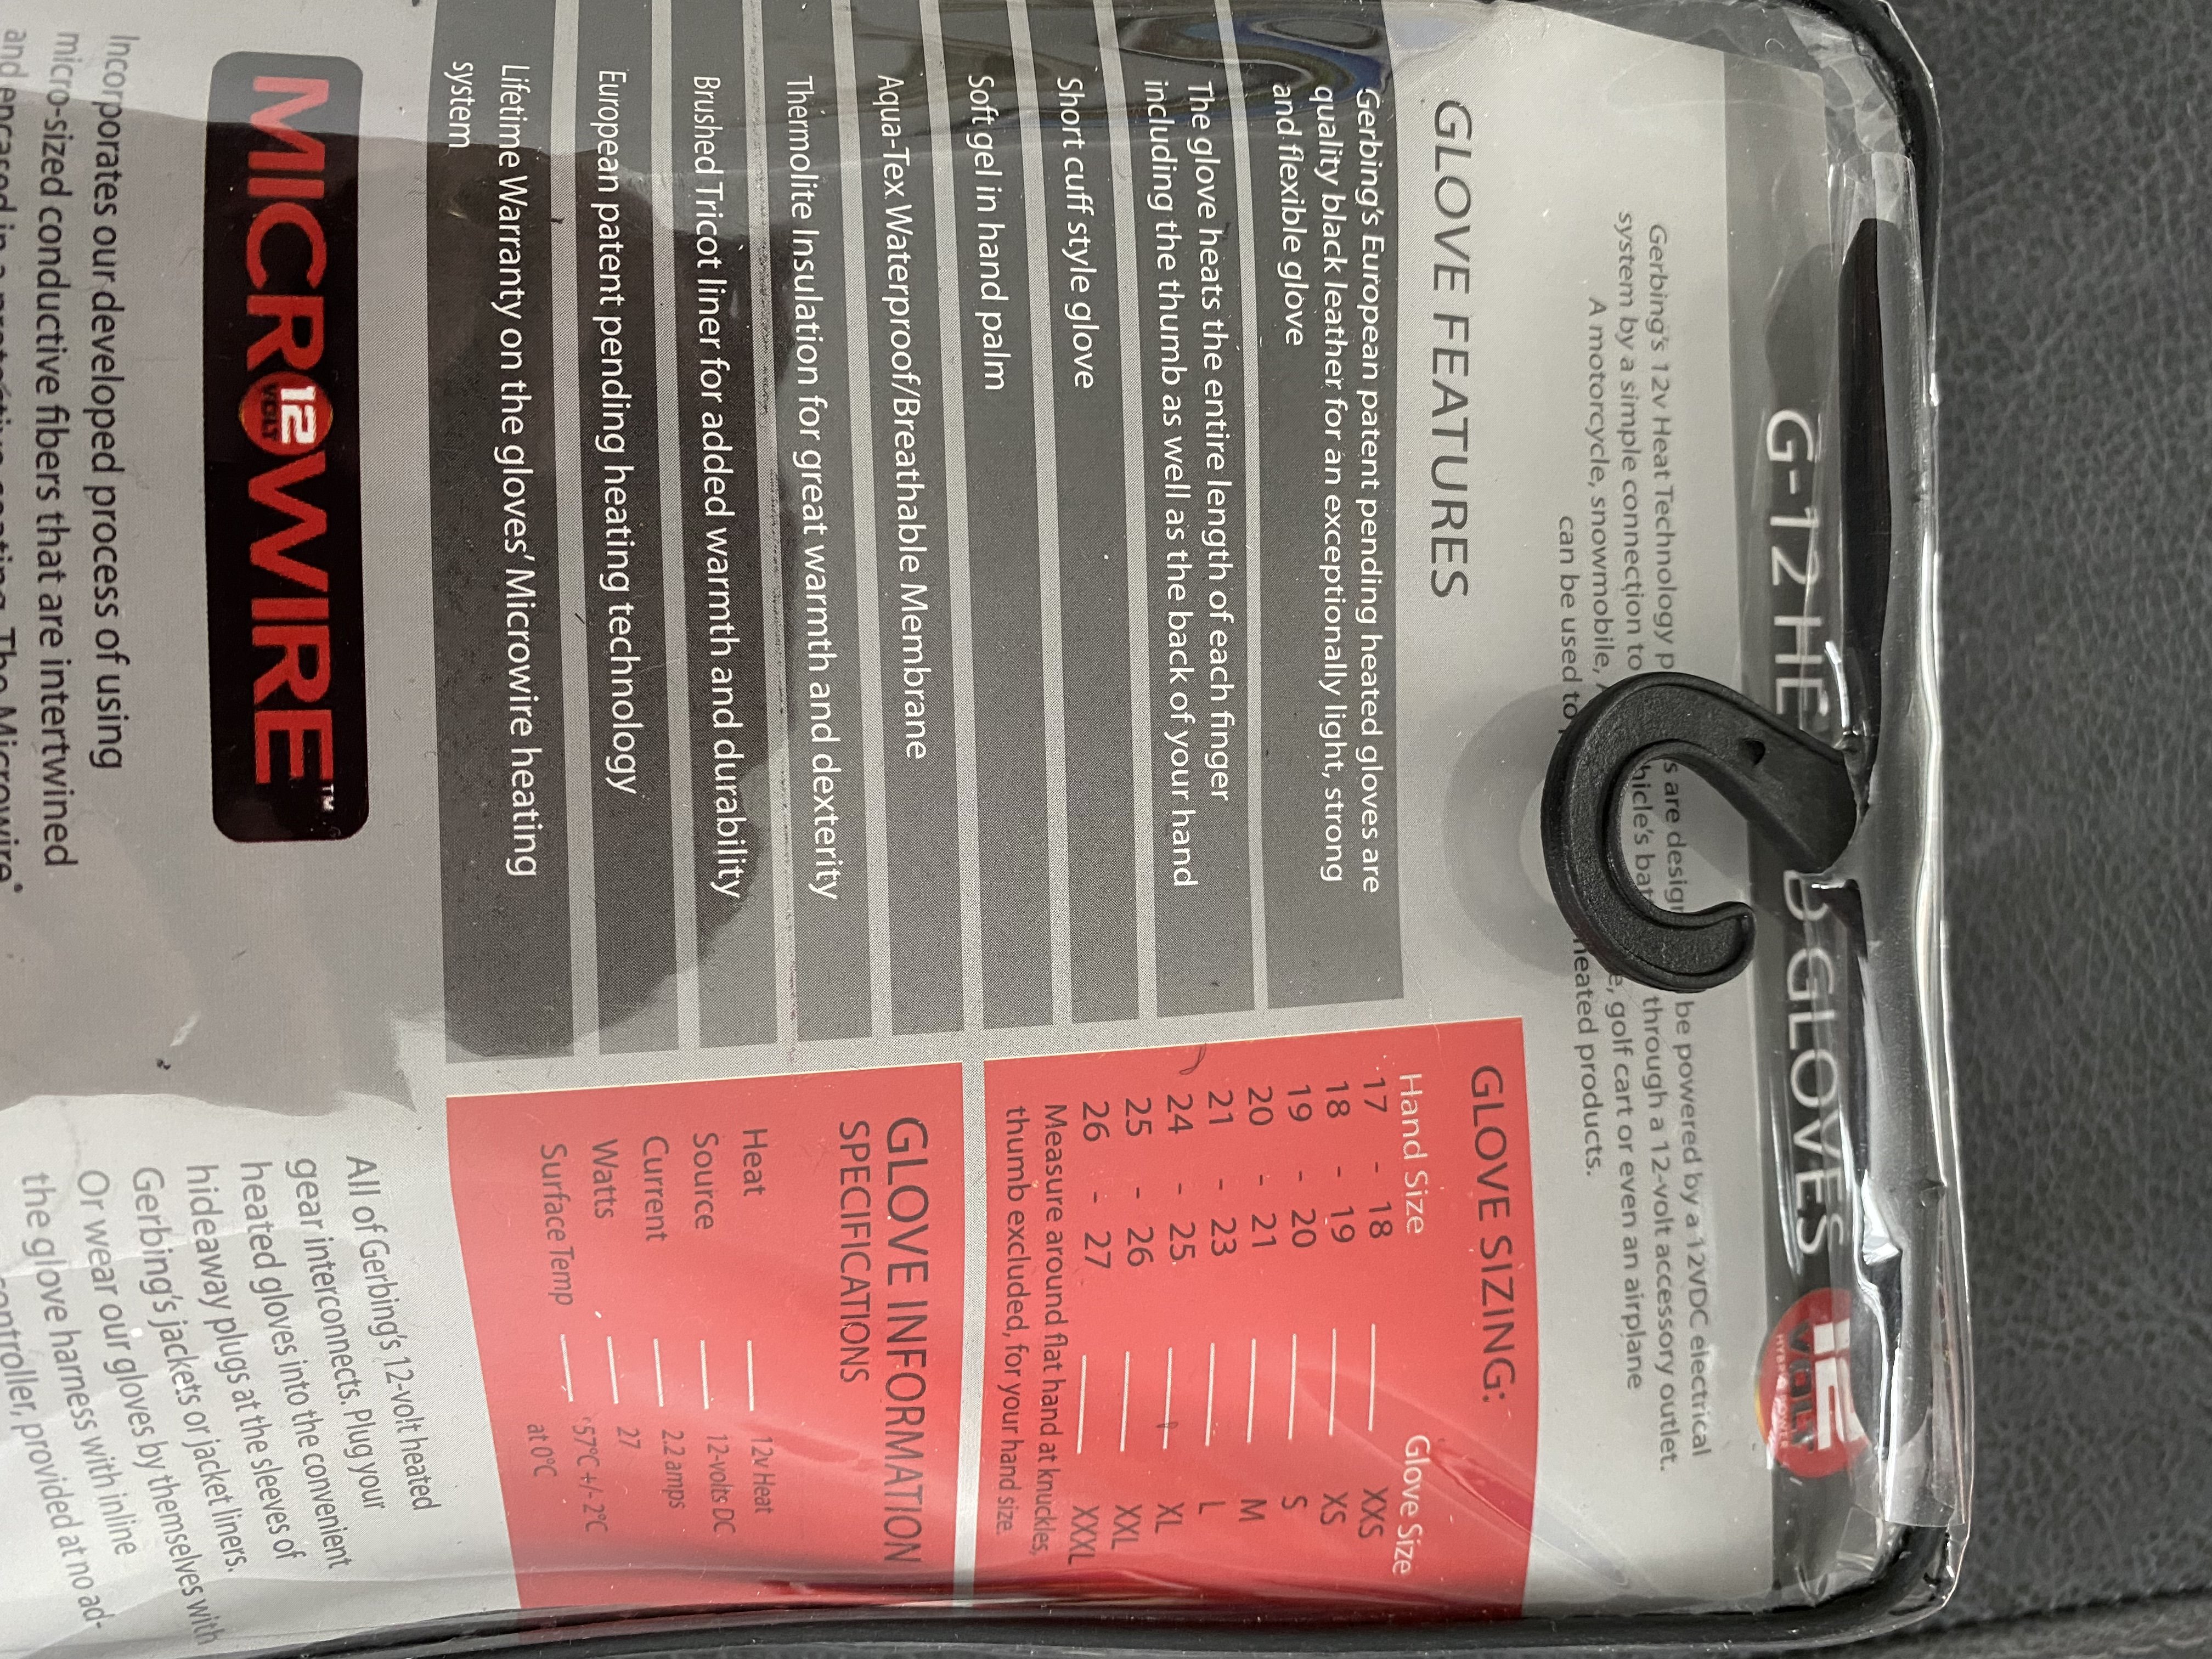 G-12 HE D GLOVES
12 VOLT
Gerbing's 12v Heat Technology p s are desig be powered by a 12VDC electrical
system by a simple connection to hicle's bat through a 12-volt accessory outlet.
A motorcycle, snowmobile, golf cart or even an airplane
can be used to heated products.
GLOVE FEATURES
Gerbing's European patent pending heated gloves are
quality black leather for an exceptionally light, strong
and flexible glove
The glove heats the entire length of each finger
including the thumb as well as the back of your hand
Short cuff style glove
Soft gel in hand palm
Aqua-Tex Waterproof/Breathable Membrane
Thermolite Insulation for great warmth and dexterity
Brushed Tricot liner for added warmth and durability
European patent pending heating technology
Lifetime Warranty on the gloves' Microwire heating
system
GLOVE SIZING:
Hand Size Glove Size
17 - 18 XXS
18 - 19 XS
19 - 20 S
20 - 21 M
21 - 23 L
24 - 25 XL
25 - 26 XXL
26 - 27 XXXL
Measure around flat hand at knuckles,
thumb excluded, for your hand size.
GLOVE INFORMATION
SPECIFICATIONS
Heat 12v Heat
Source 12-volts DC
Current 2.2 amps
Watts 27
Surface Temp 57°C +/- 2°C
at 0°C
MICR12 VOLTWIRE™
Incorporates our developed process of using
micro-sized conductive fibers that are intertwined
and encased in a protective coating. The Microwire®
All of Gerbing's 12-volt heated
gear interconnects. Plug your
heated gloves into the convenient
hideaway plugs at the sleeves of
Gerbing's jackets or jacket liners.
Or wear our gloves by themselves with
the glove harness with inline
controller, provided at no ad-